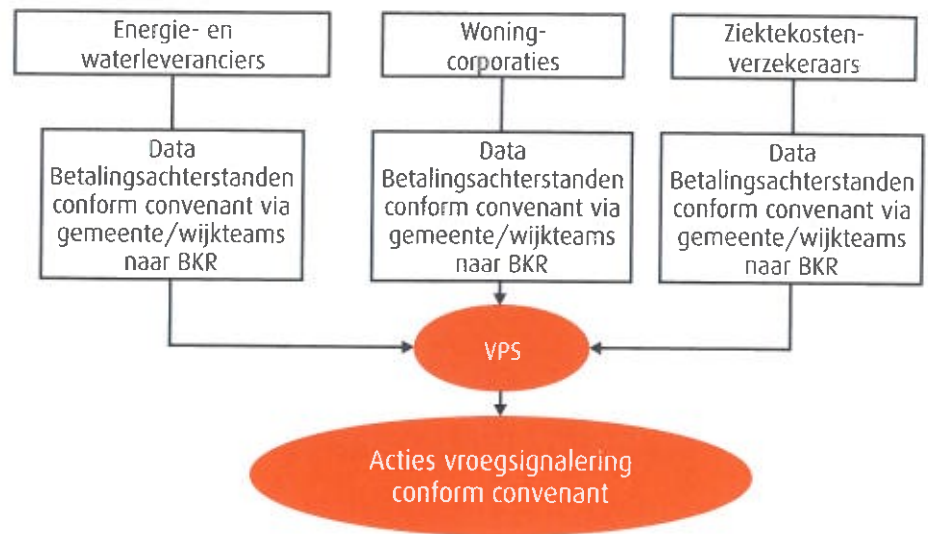 Energie- en
waterleveranciers
Woning-
corporaties
Ziektekosten-
verzekeraars
Data
Betalingsachterstanden
conform convenant via
gemeente/wijkteams
naar BKR
Data
Betalingsachterstanden
conform convenant via
gemeente/wijkteams
naar BKR
Data
Betalingsachterstanden
conform convenant via
gemeente/wijkteams
naar BKR
VPS
Acties vroegsignalering
conform convenant